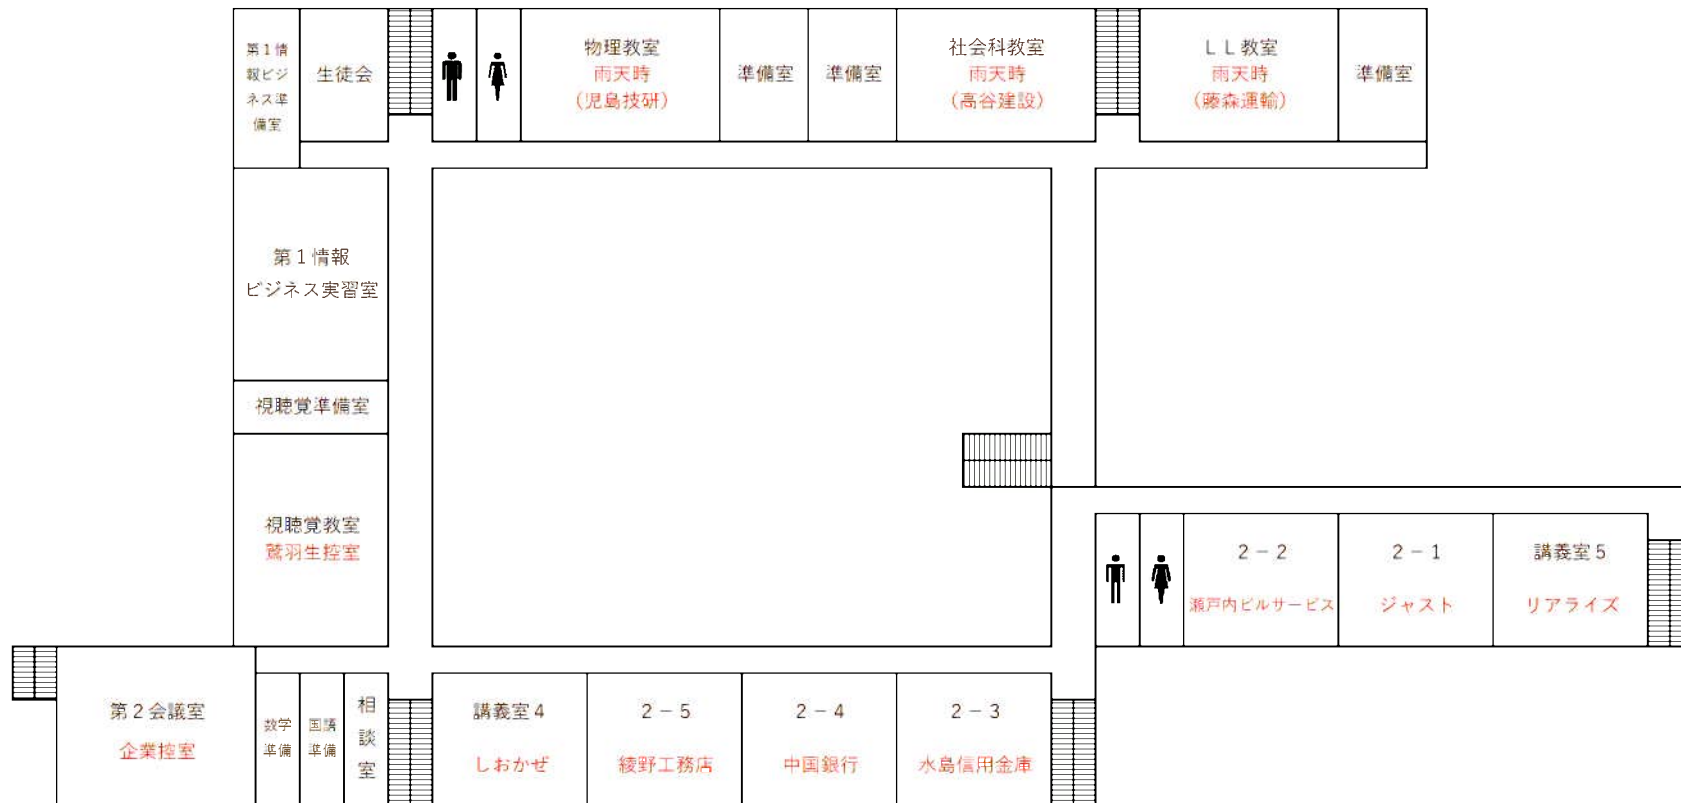 第１情
報ビジ
ネス準
備室
生徒会
物理教室
雨天時
(児島技研)
準備室
準備室
社会科教室
雨天時
(高谷建設)
ＬＬ教室
雨天時
(藤森運輸)
準備室
第１情報
ビジネス実習室
視聴覚準備室
視聴覚教室
鷲羽生控室
２－２
瀬戸内ビルサービス
２－１
ジャスト
講義室５
リアライズ
第２会議室
企業控室
数学
準備
国語
準備
相
談
室
講義室４
しおかぜ
２－５
綾野工務店
２－４
中国銀行
２－３
水島信用金庫